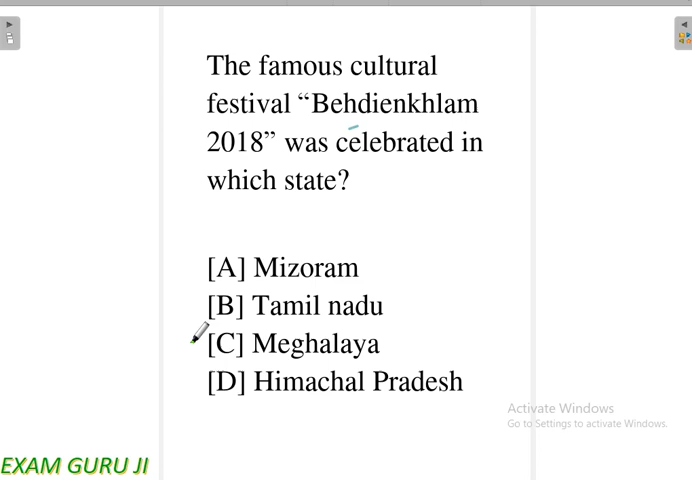 The famous cultural
festival “Behdienkhlam
2018” was celebrated in
which state?
[A] Mizoram
[B] Tamil nadu
[C] Meghalaya
[D] Himachal Pradesh
Activate Windows
Go to Settings to activate Windows.
EXAM GURU JI